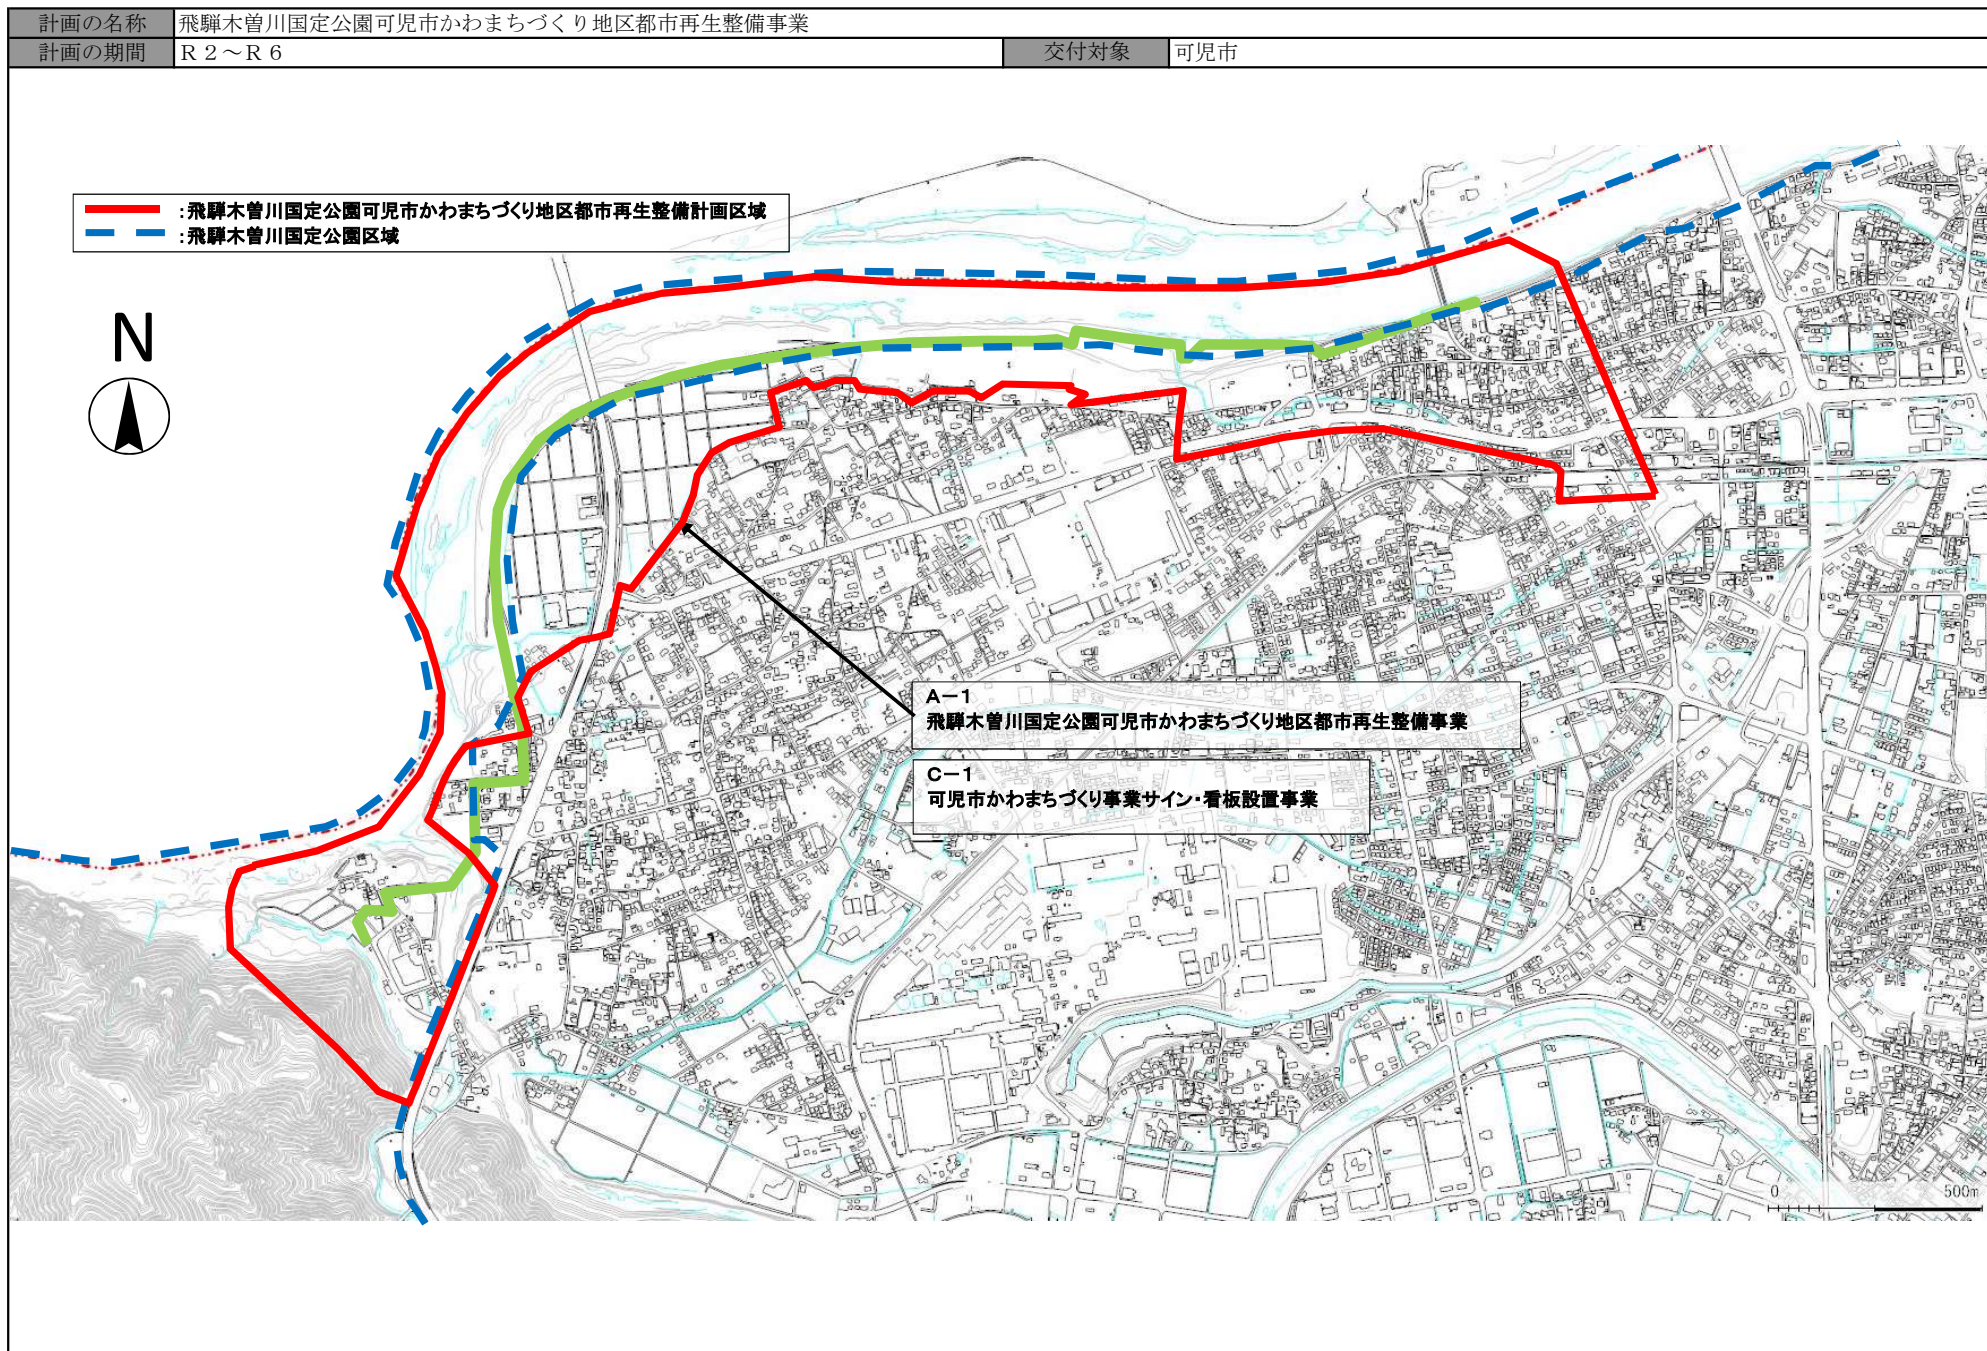 計画の名称 飛騨木曽川国定公園可児市かわまちづくり地区都市再生整備事業
計画の期間 Ｒ２～Ｒ６ 交付対象 可児市
:飛騨木曽川国定公園可児市かわまちづくり地区都市再生整備計画区域
:飛騨木曽川国定公園区域
N
A－1
飛騨木曽川国定公園可児市かわまちづくり地区都市再生整備事業
C－1
可児市かわまちづくり事業サイン・看板設置事業
0 500m